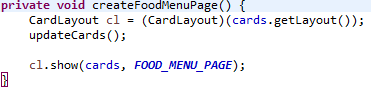 private void createFoodMenuPage() {
    CardLayout cl = (CardLayout)(cards.getLayout());
    updateCards();

    cl.show(cards, FOOD_MENU_PAGE);
}